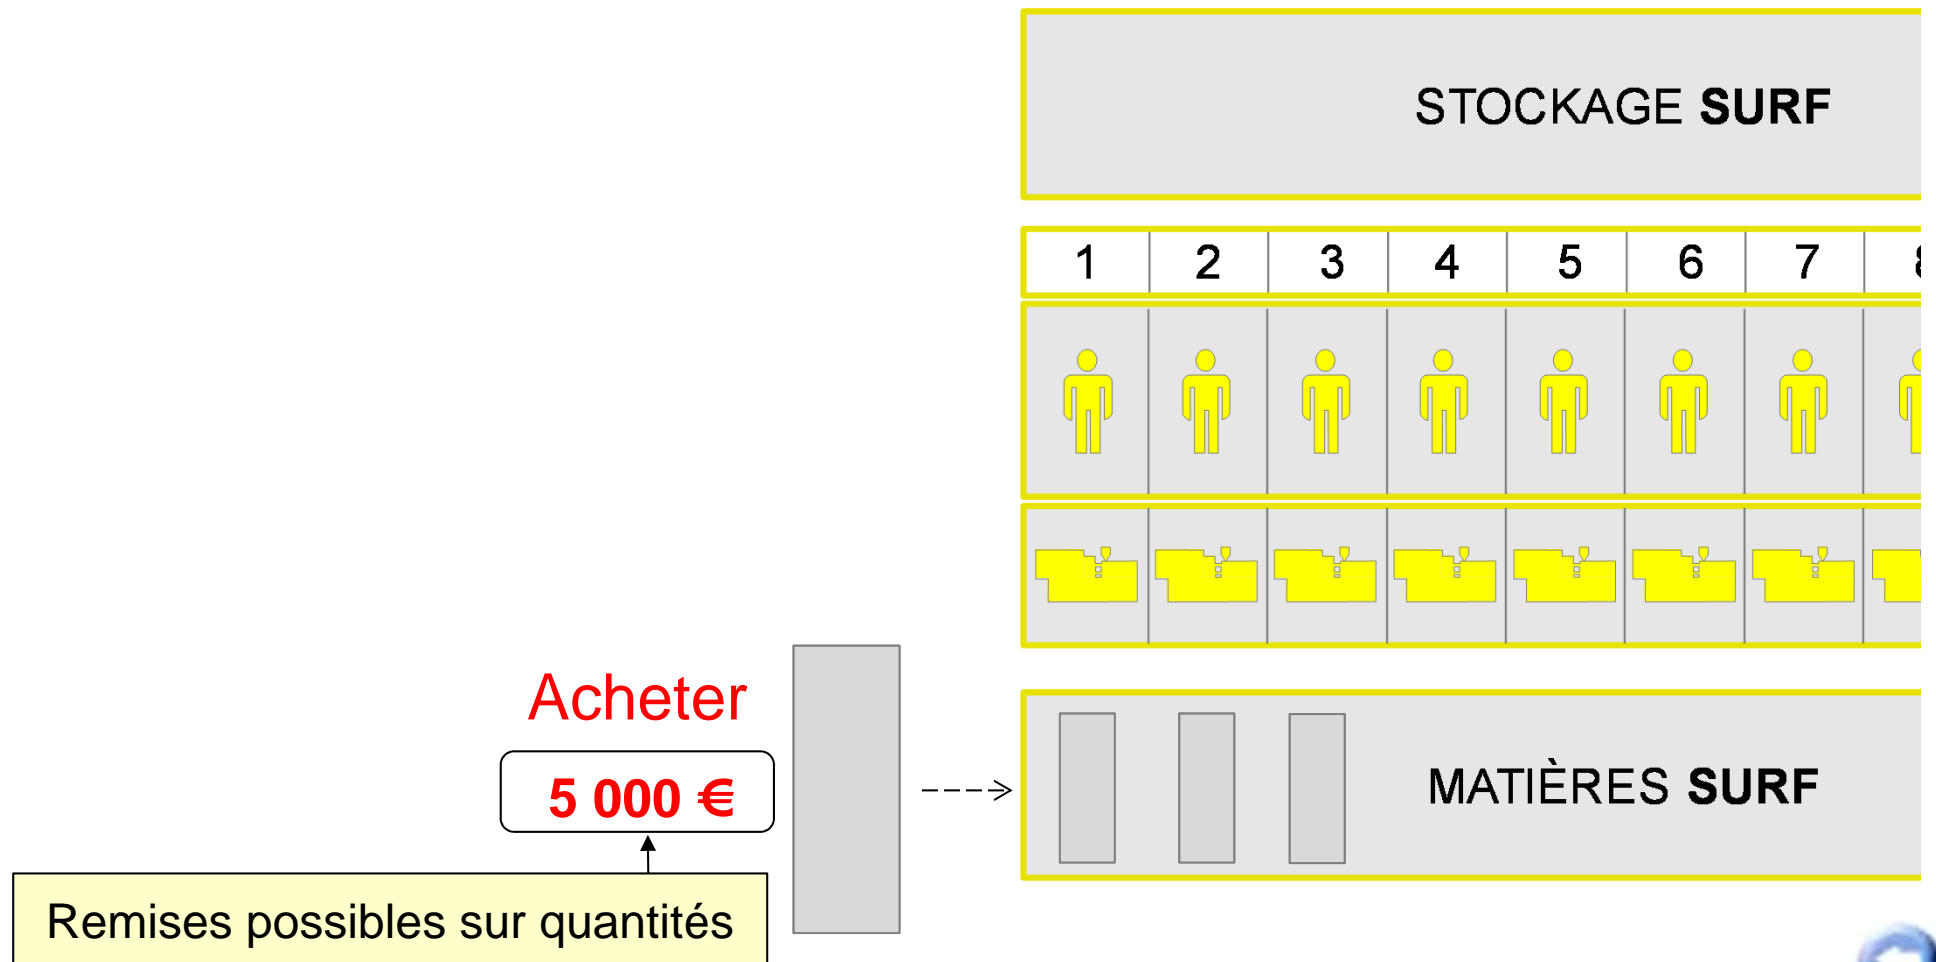 STOCKAGE SURF
1 2 3 4 5 6 7
Acheter
5 000 €
MATIÈRES SURF
Remises possibles sur quantités